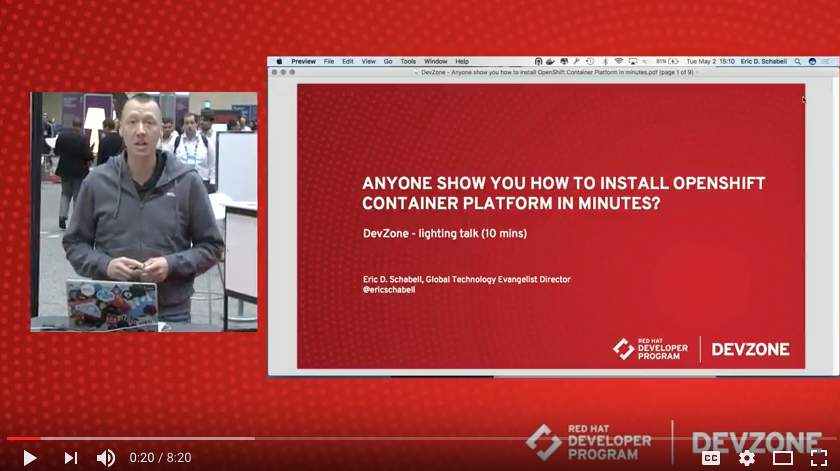 Preview File Edit View Go Tools Window Help 81% Tue May 2 15:10 Eric D. Schabell
DevZone - Anyone show you how to install OpenShift Container Platform in minutes.pdf (page 1 of 9)
ANYONE SHOW YOU HOW TO INSTALL OPENSHIFT
CONTAINER PLATFORM IN MINUTES?
DevZone - lighting talk (10 mins)
Eric D. Schabell, Global Technology Evangelist Director
@ericschabell
RED HAT
DEVELOPER
PROGRAM
DEVZONE
RED HAT
DEVELOPER
PROGRAM
DEVZONE
0:20 / 8:20
CC